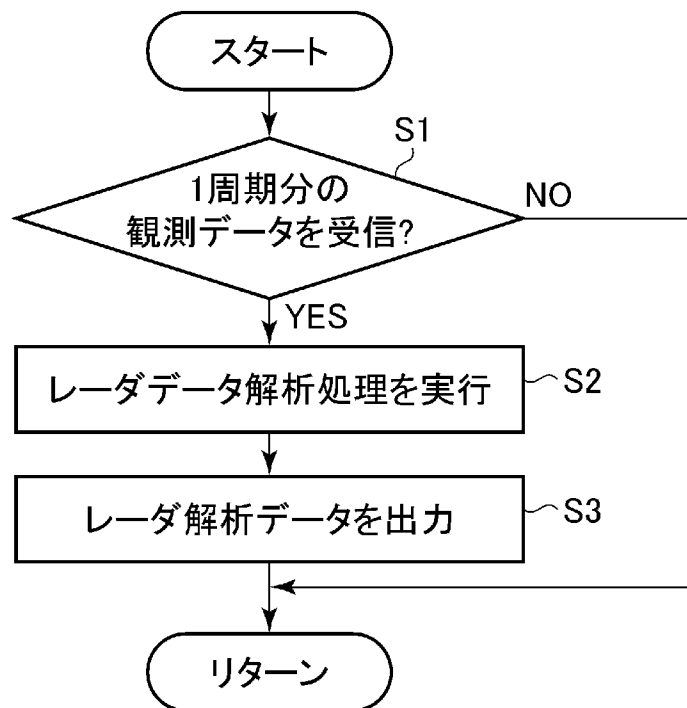 スタート
S1
1周期分の
観測データを受信?
NO
YES
レーダデータ解析処理を実行
S2
レーダ解析データを出力
S3
リターン